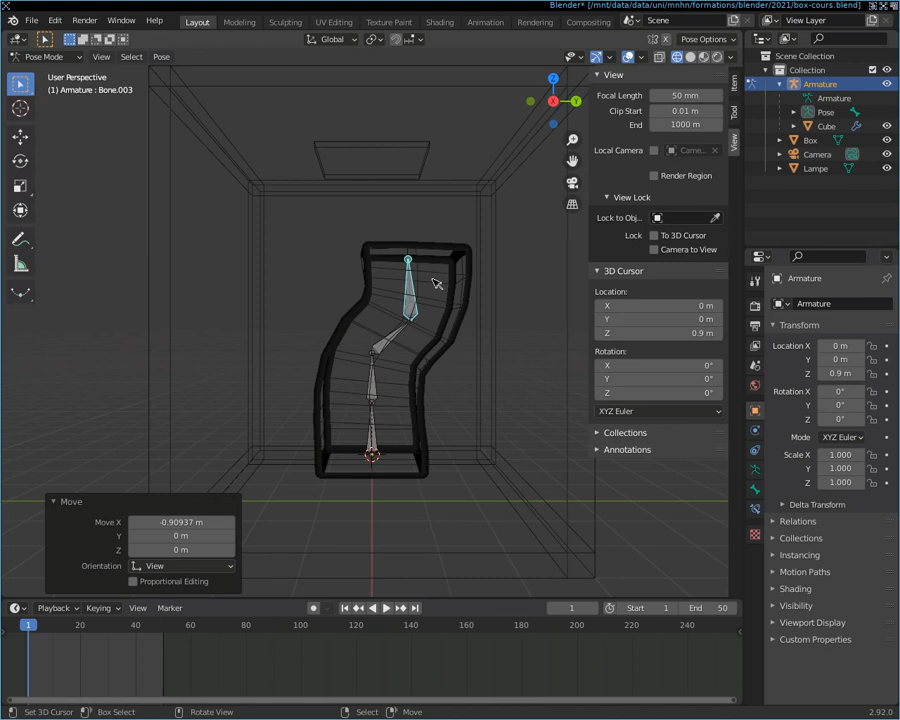 Blender* [/mnt/data/data/uni/mnhn/formations/blender/2021/box-cours.blend]
File Edit Render Window Help Layout Modeling Sculpting UV Editing Texture Paint Shading Animation Rendering Compositing Scene View Layer
Global Pose Options
Pose Mode View Select Pose
User Perspective
(1) Armature : Bone.003
Z
Y
X
View
Focal Length 50 mm
Clip Start 0.01 m
End 1000 m
Local Camera Came...
Render Region
View Lock
Lock to Obj...
Lock To 3D Cursor
Camera to View
3D Cursor
Location:
X 0 m
Y 0 m
Z 0.9 m
Rotation:
X 0°
Y 0°
Z 0°
XYZ Euler
Collections
Annotations
Item
Tool
View
Scene Collection
Collection
Armature
Armature
Pose
Cube
Box
Camera
Lampe
Armature
Armature
Transform
Location X 0 m
Y 0 m
Z 0.9 m
Rotation X 0°
Y 0°
Z 0°
Mode XYZ Euler
Scale X 1.000
Y 1.000
Z 1.000
Delta Transform
Relations
Collections
Instancing
Motion Paths
Shading
Visibility
Viewport Display
Custom Properties
Move
Move X -0.90937 m
Y 0 m
Z 0 m
Orientation View
Proportional Editing
Playback Keying View Marker 1 Start 1 End 50
1 20 40 60 80 100 120 140 160 180 200 220 240
Set 3D Cursor Box Select Rotate View Select Move 2.92.0